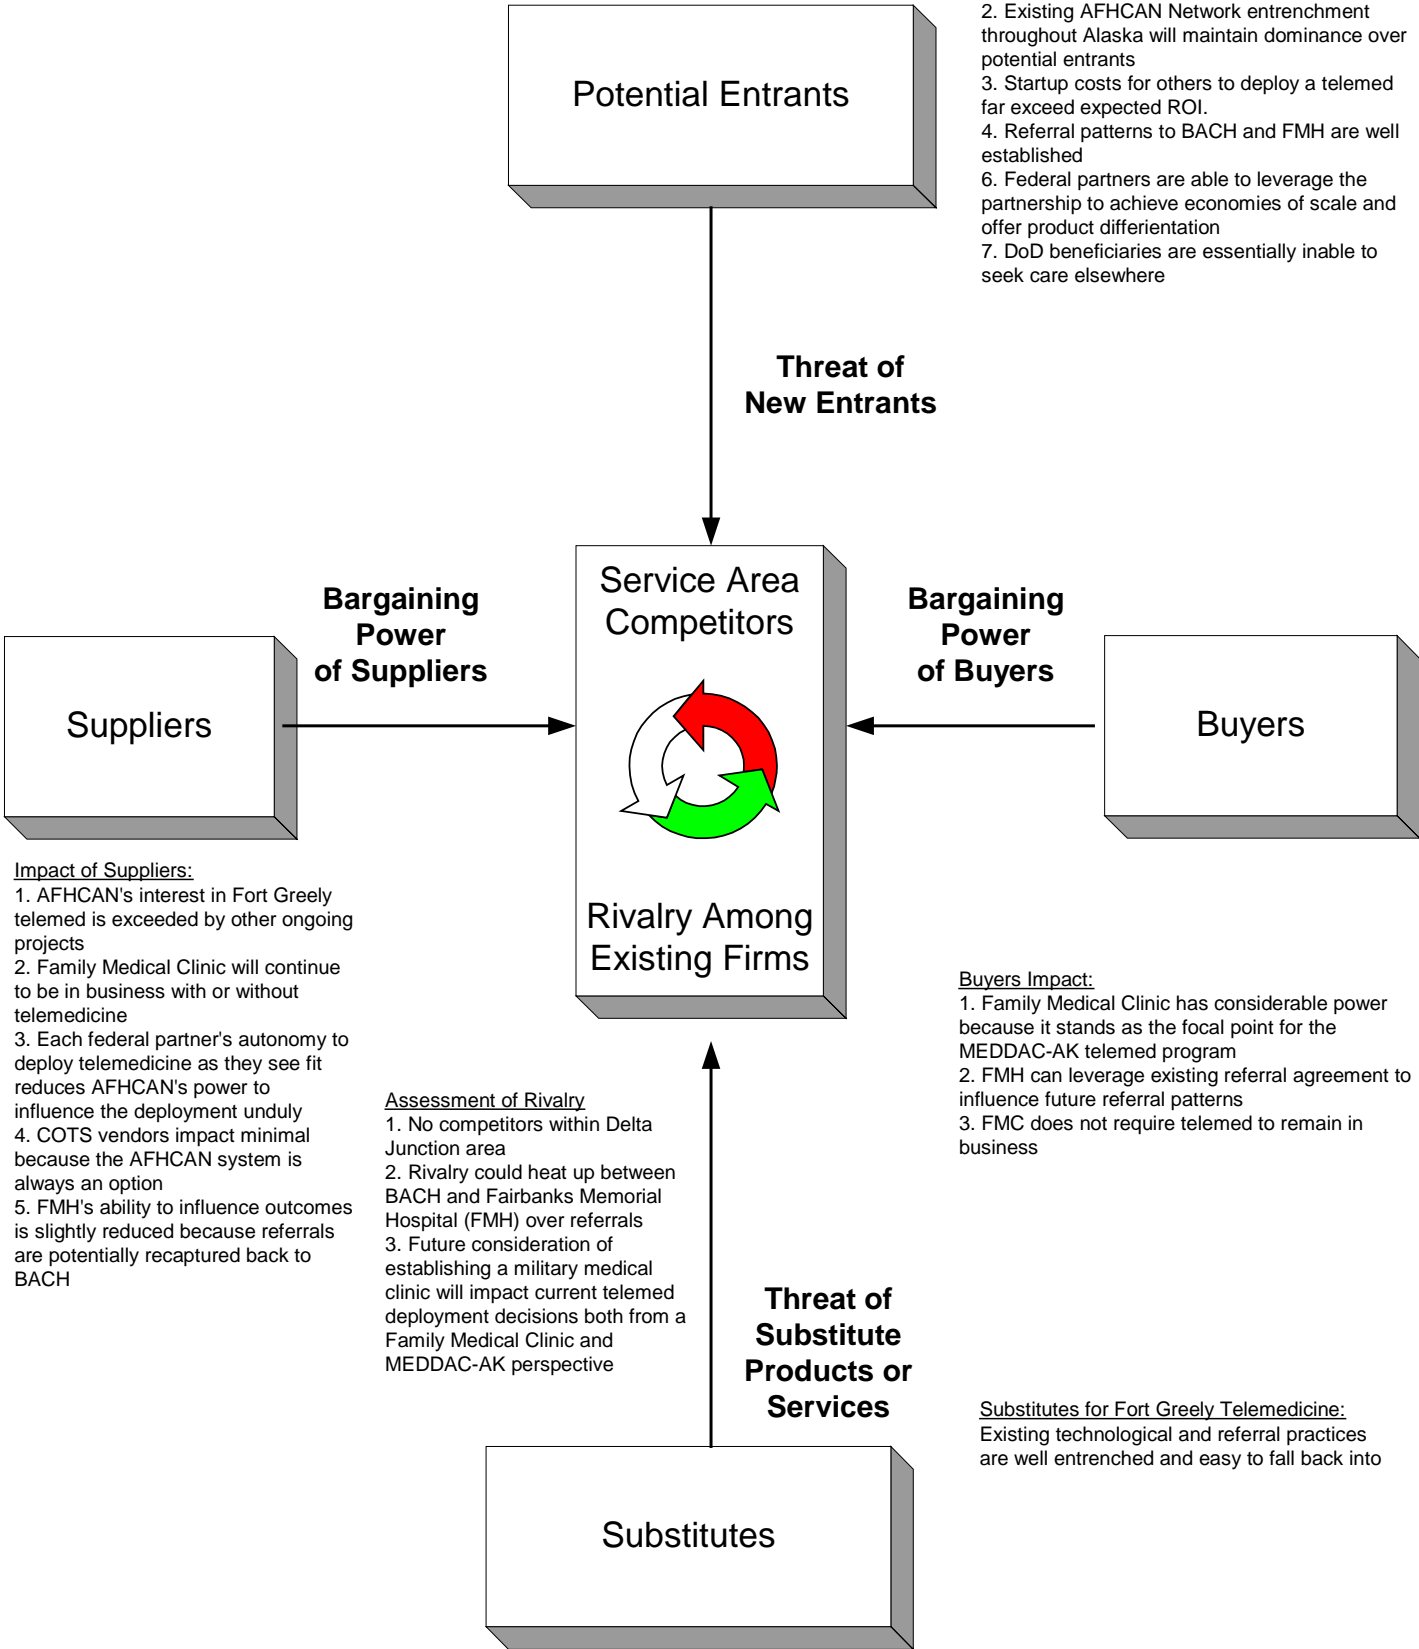 2. Existing AFHCAN Network entrenchment
throughout Alaska will maintain dominance over
potential entrants
3. Startup costs for others to deploy a telemed
far exceed expected ROI.
4. Referral patterns to BACH and FMH are well
established
6. Federal partners are able to leverage the
partnership to achieve economies of scale and
offer product differientation
7. DoD beneficiaries are essentially inable to
seek care elsewhere
Potential Entrants
Threat of
New Entrants
Service Area
Competitors
Rivalry Among
Existing Firms
Bargaining
Power
of Suppliers
Suppliers
Bargaining
Power
of Buyers
Buyers
Impact of Suppliers:
1. AFHCAN's interest in Fort Greely
telemed is exceeded by other ongoing
projects
2. Family Medical Clinic will continue
to be in business with or without
telemedicine
3. Each federal partner's autonomy to
deploy telemedicine as they see fit
reduces AFHCAN's power to
influence the deployment unduly
4. COTS vendors impact minimal
because the AFHCAN system is
always an option
5. FMH's ability to influence outcomes
is slightly reduced because referrals
are potentially recaptured back to
BACH
Assessment of Rivalry
1. No competitors within Delta
Junction area
2. Rivalry could heat up between
BACH and Fairbanks Memorial
Hospital (FMH) over referrals
3. Future consideration of
establishing a military medical
clinic will impact current telemed
deployment decisions both from a
Family Medical Clinic and
MEDDAC-AK perspective
Buyers Impact:
1. Family Medical Clinic has considerable power
because it stands as the focal point for the
MEDDAC-AK telemed program
2. FMH can leverage existing referral agreement to
influence future referral patterns
3. FMC does not require telemed to remain in
business
Threat of
Substitute
Products or
Services
Substitutes for Fort Greely Telemedicine:
Existing technological and referral practices
are well entrenched and easy to fall back into
Substitutes